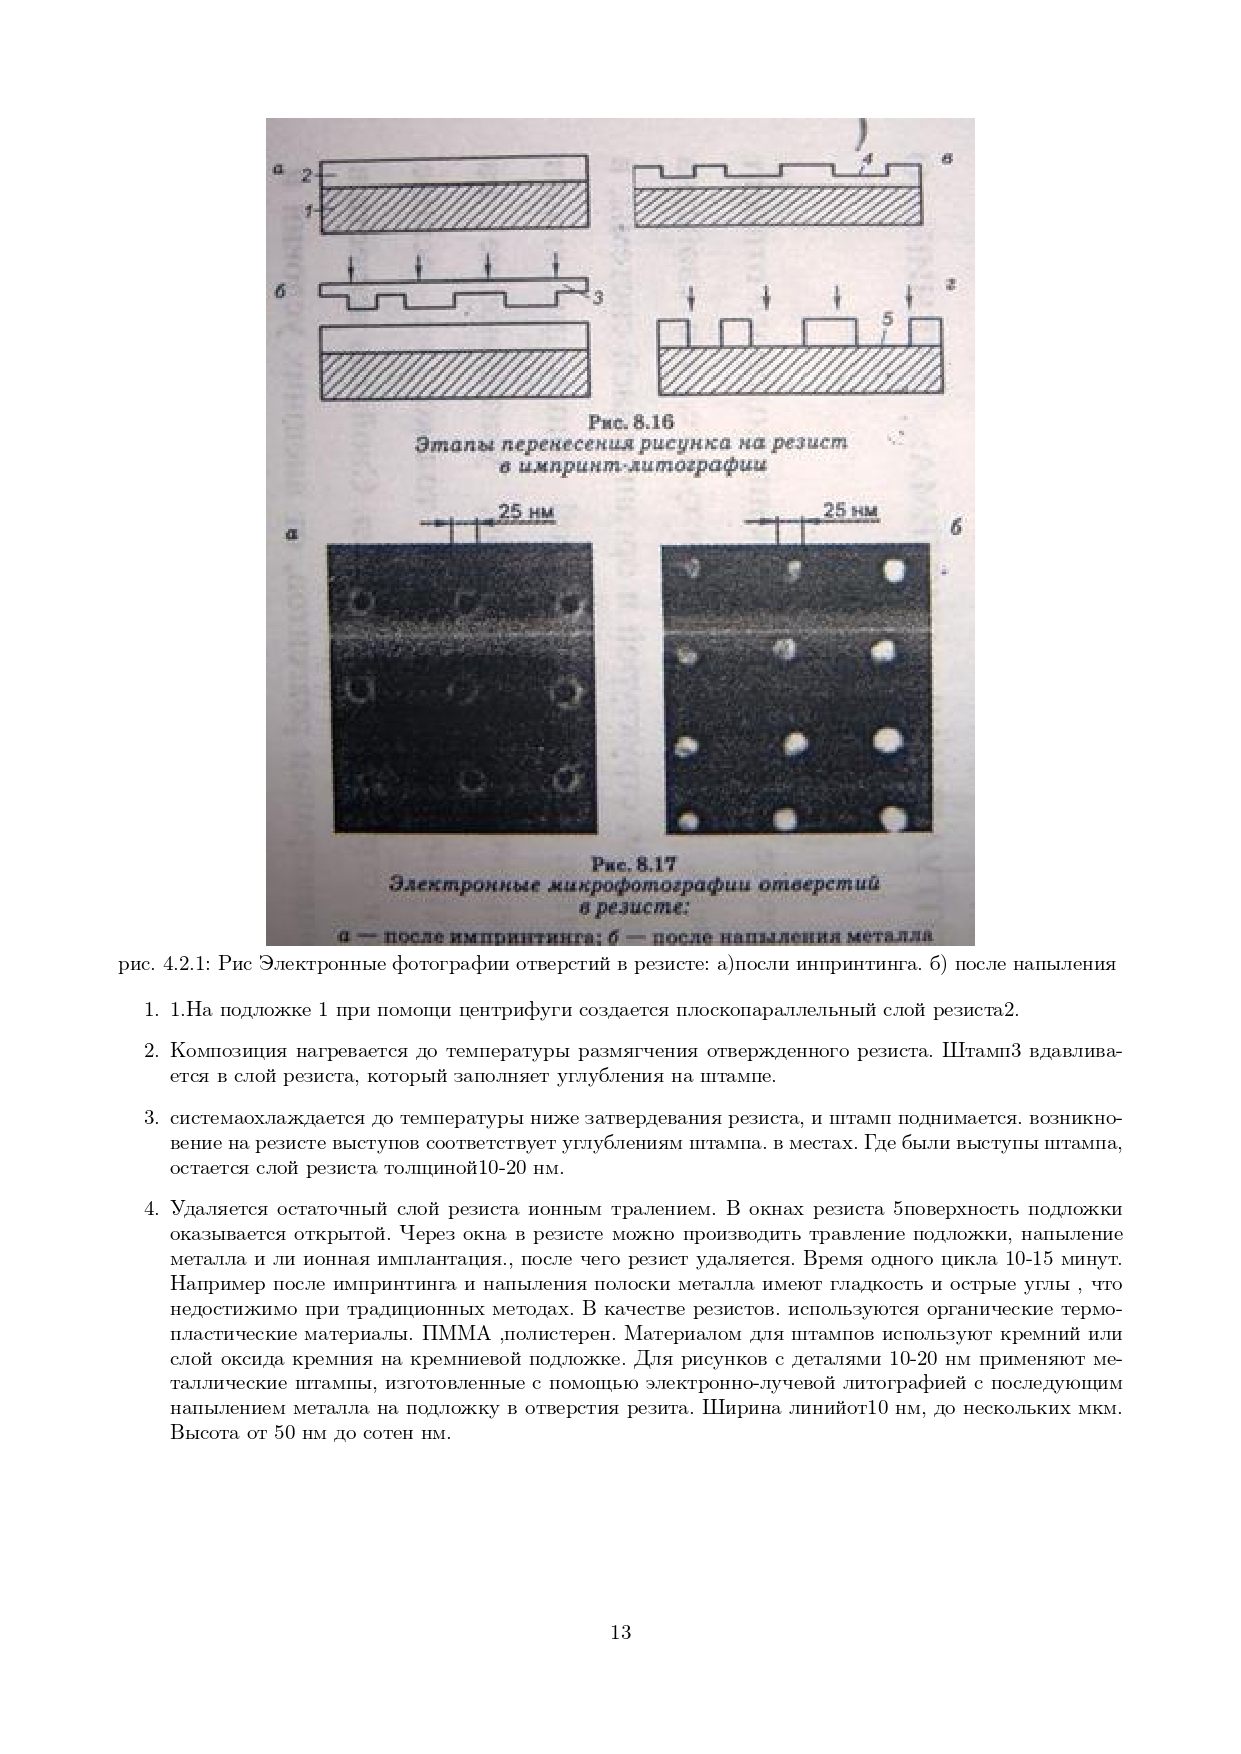 а
2
1
4
в
б
3
г
5
Рис. 8.16
Этапы перенесения рисунка на резист
в импринт-литографии
а
25 нм
25 нм
б
Рис. 8.17
Электронные микрофотографии отверстий
в резисте:
а — после импринтинга; б — после напыления металла
рис. 4.2.1: Рис Электронные фотографии отверстий в резисте: а)посли инпринтинга. б) после напыления
1. 1.На подложке 1 при помощи центрифуги создается плоскопараллельный слой резиста2.
2. Композиция нагревается до температуры размягчения отвержденного резиста. Штамп3 вдавлива-
ется в слой резиста, который заполняет углубления на штампе.
3. системаохлаждается до температуры ниже затвердевания резиста, и штамп поднимается. возникно-
вение на резисте выступов соответствует углублениям штампа. в местах. Где были выступы штампа,
остается слой резиста толщиной10-20 нм.
4. Удаляется остаточный слой резиста ионным тралением. В окнах резиста 5поверхность подложки
оказывается открытой. Через окна в резисте можно производить травление подложки, напыление
металла и ли ионная имплантация., после чего резист удаляется. Время одного цикла 10-15 минут.
Например после импринтинга и напыления полоски металла имеют гладкость и острые углы , что
недостижимо при традиционных методах. В качестве резистов. используются органические термо-
пластические материалы. ПММА ,полистерен. Материалом для штампов используют кремний или
слой оксида кремния на кремниевой подложке. Для рисунков с деталями 10-20 нм применяют ме-
таллические штампы, изготовленные с помощью электронно-лучевой литографией с последующим
напылением металла на подложку в отверстия резита. Ширина линийот10 нм, до нескольких мкм.
Высота от 50 нм до сотен нм.
13